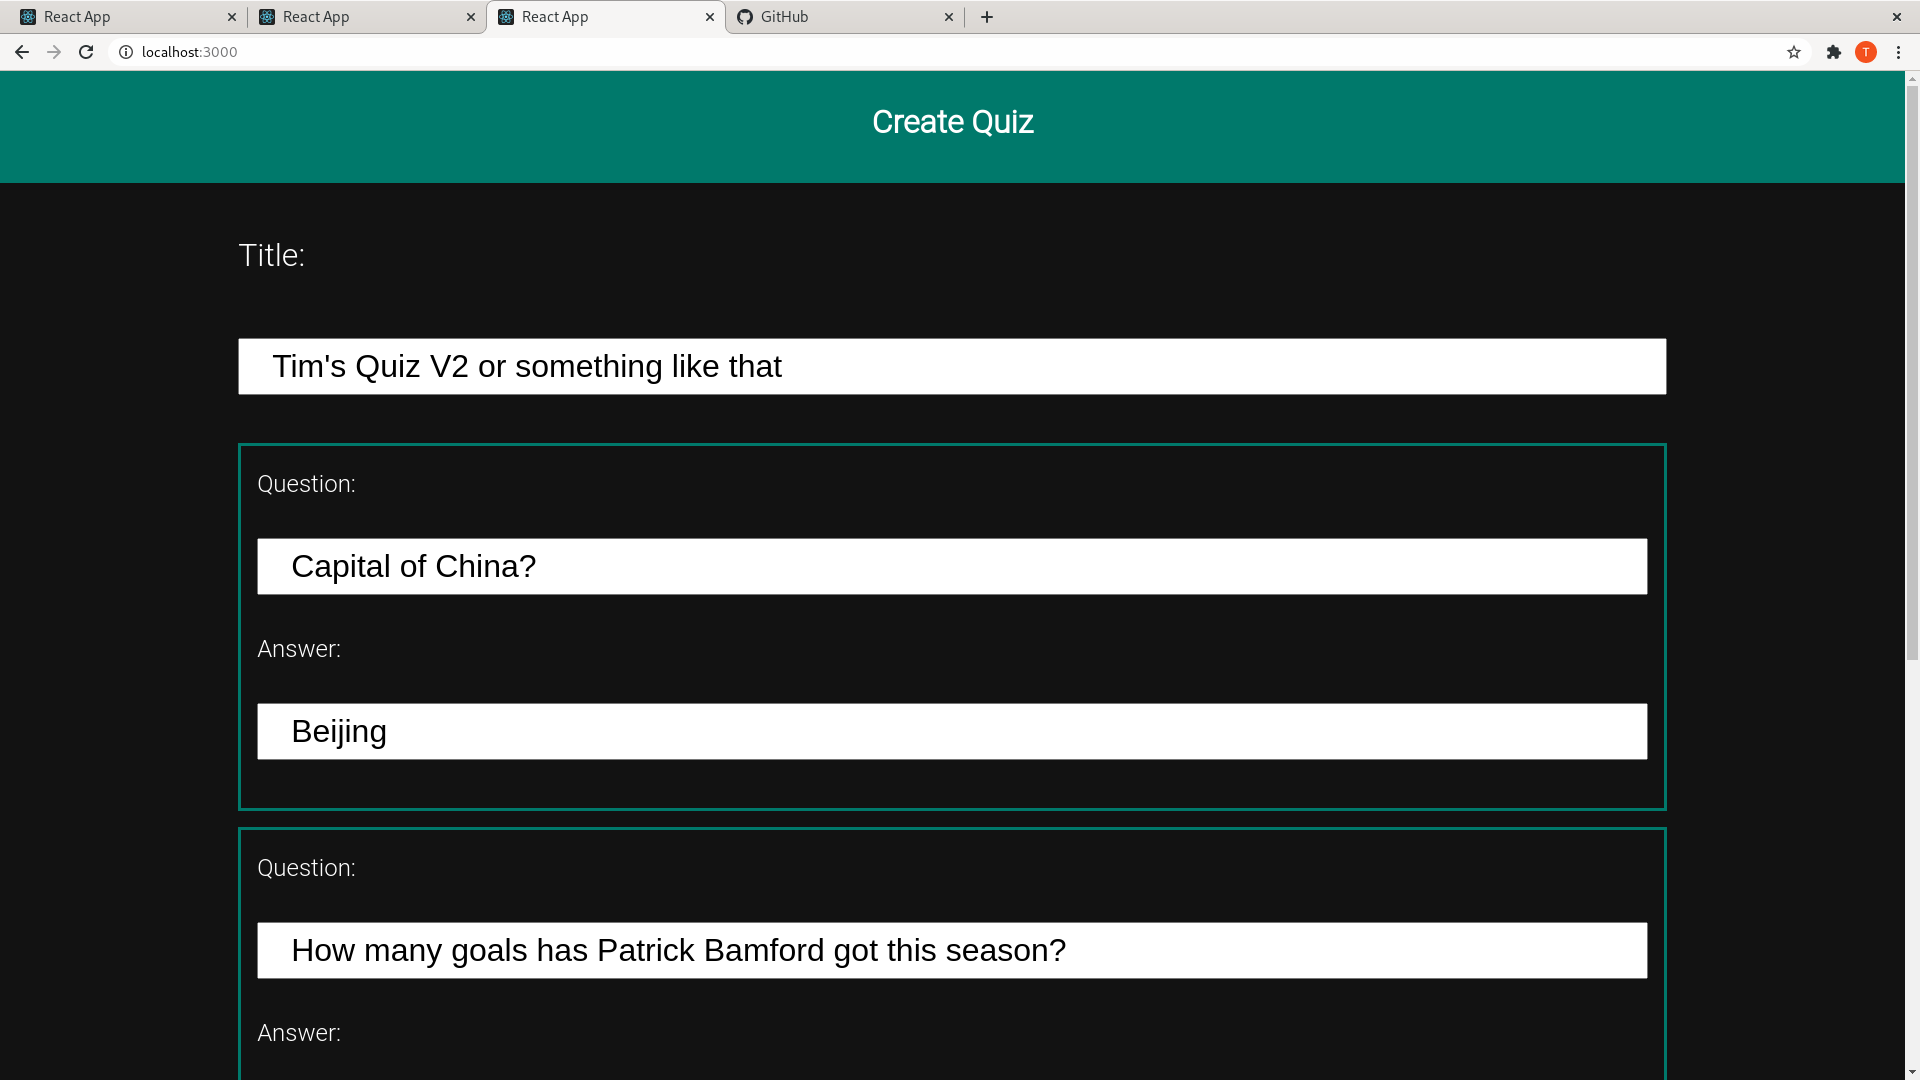 React App
React App
React App
GitHub
localhost:3000
T
Create Quiz
Title:
Tim's Quiz V2 or something like that
Question:
Capital of China?
Answer:
Beijing
Question:
How many goals has Patrick Bamford got this season?
Answer: